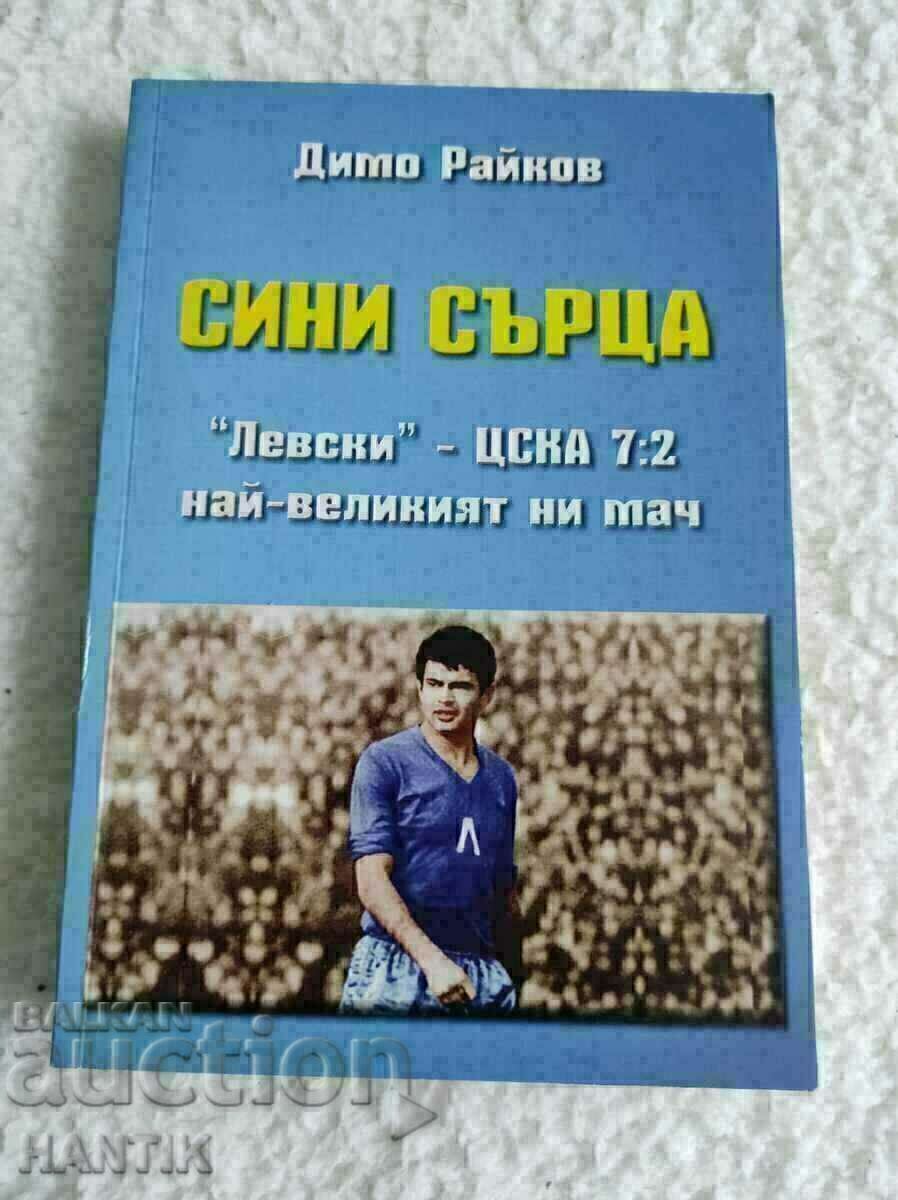 Димо Райков
СИНИ СЪРЦА
"Левски" - ЦСКА 7:2
най-великият ни мач
Л
BALKAN
auction
HANTIK